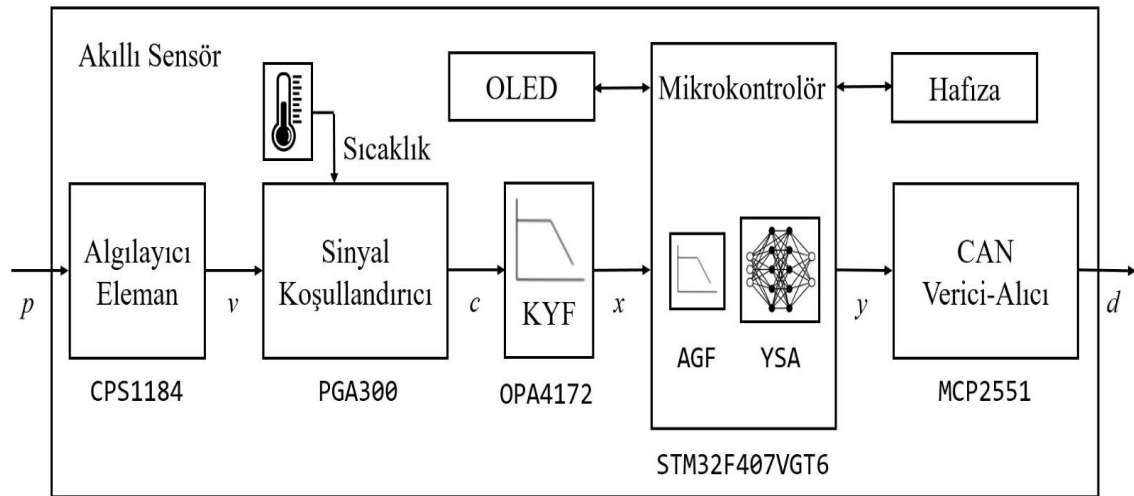 Akıllı Sensör
OLED
Mikrokontrolör
Hafıza
Sıcaklık
Algılayıcı
Eleman
Sinyal
Koşullandırıcı
KYF
AGF
YSA
CAN
Verici-Alıcı
p
v
c
x
y
d
CPS1184
PGA300
OPA4172
STM32F407VGT6
MCP2551